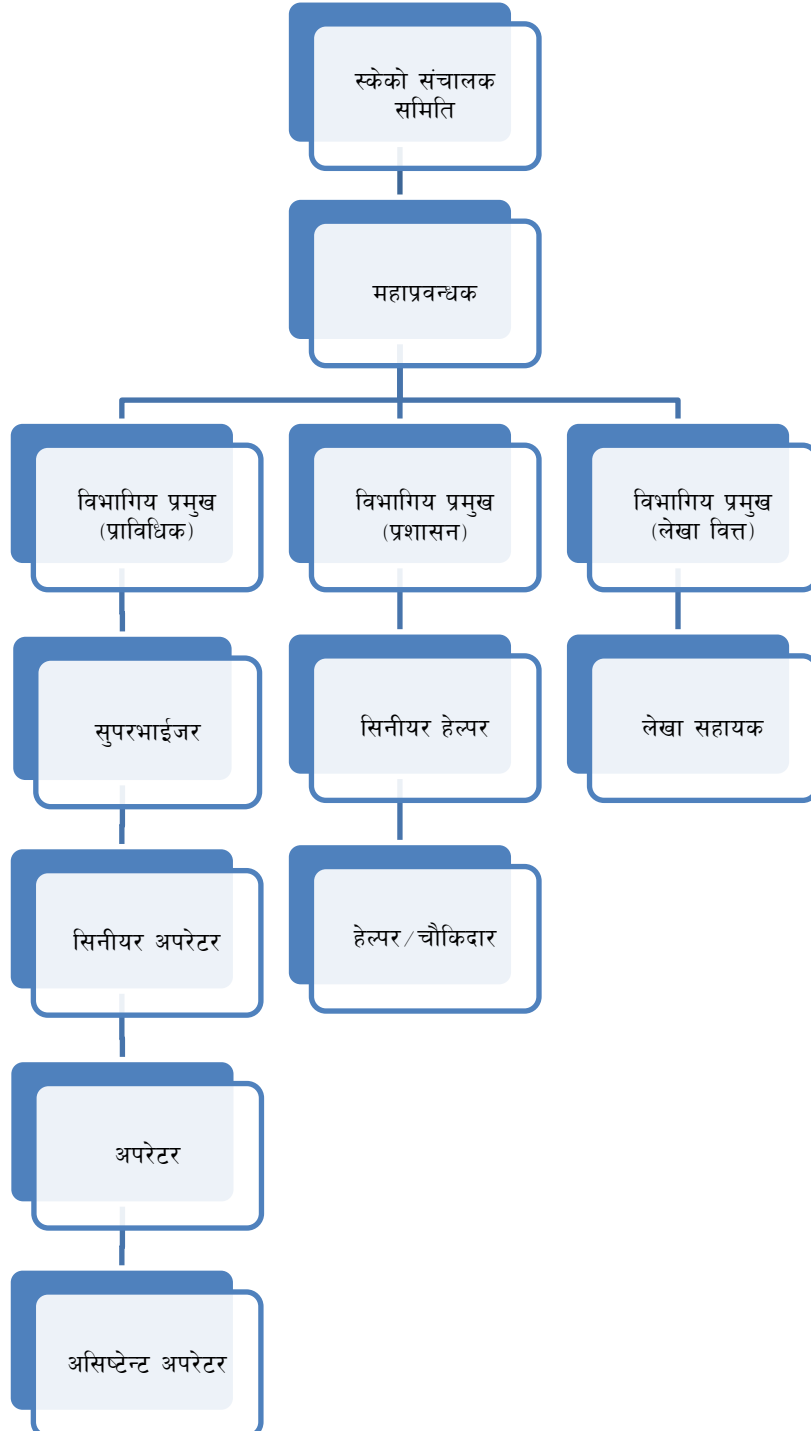 स्केको संचालक
समिति
महाप्रवन्धक
विभागिय प्रमुख
(प्राविधिक)
विभागिय प्रमुख
(प्रशासन)
विभागिय प्रमुख
(लेखा वित्त)
सुपरभाईजर
सिनीयर हेल्पर
लेखा सहायक
सिनीयर अपरेटर
हेल्पर/चौकिदार
अपरेटर
असिष्टेन्ट अपरेटर